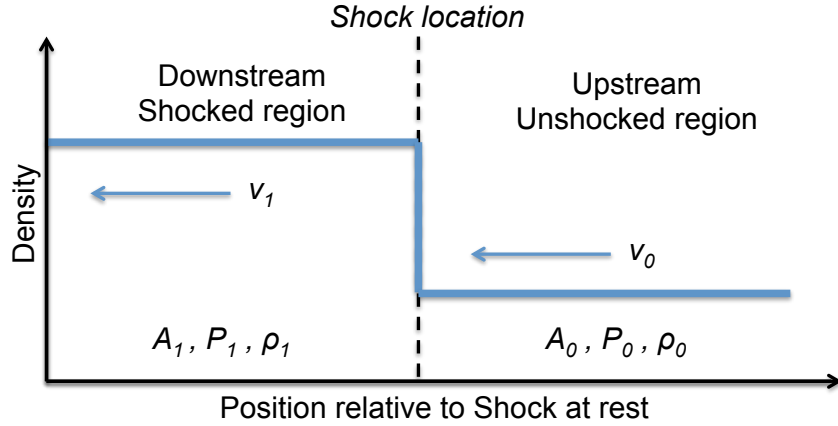 Shock location
Downstream
Shocked region
Upstream
Unshocked region
Density
v₁
v₀
A₁ , P₁ , ρ₁
A₀ , P₀ , ρ₀
Position relative to Shock at rest